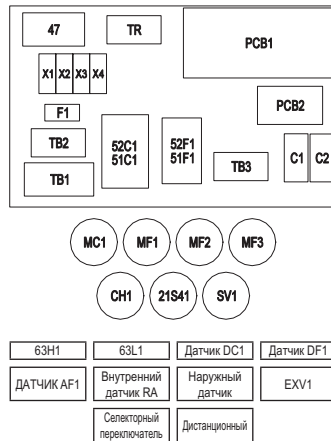 47
TR
PCB1
X1 X2 X3 X4
PCB2
F1
TB2
52C1
51C1
52F1
51F1
TB3
C1
C2
TB1
MC1
MF1
MF2
MF3
CH1
21S41
SV1
63H1
63L1
Датчик DC1
Датчик DF1
ДАТЧИК AF1
Внутренний
датчик RA
Наружный
датчик
EXV1
Селекторный
переключатель
Дистанционный